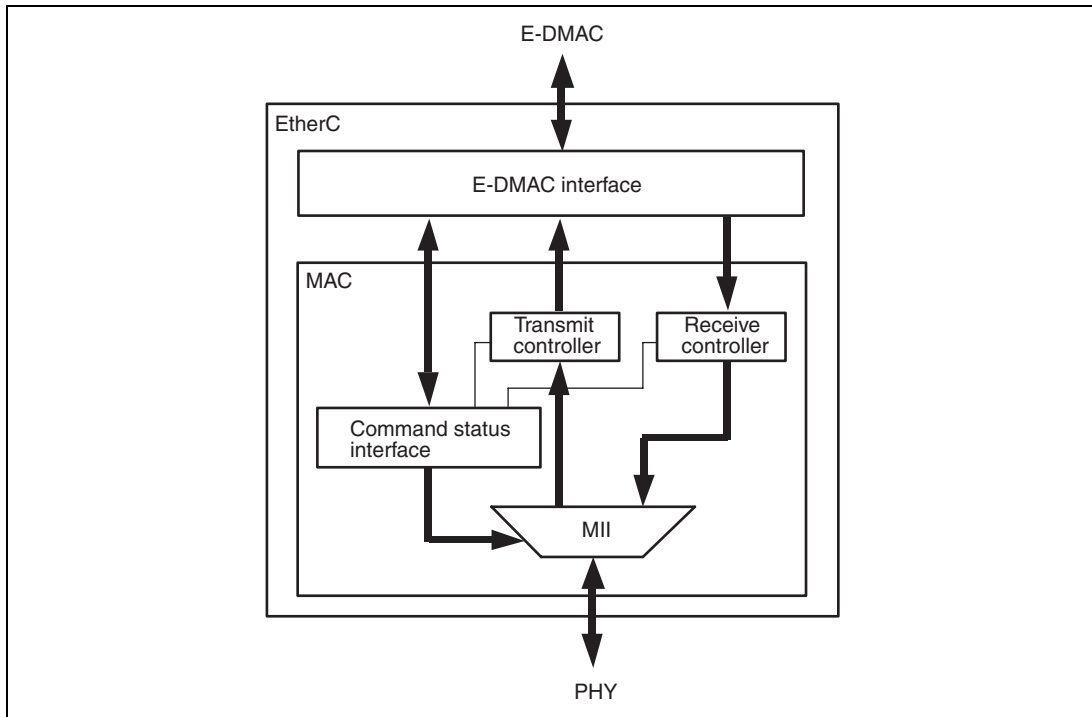 E-DMAC
EtherC
E-DMAC interface
MAC
Transmit
controller
Receive
controller
Command status
interface
MII
PHY